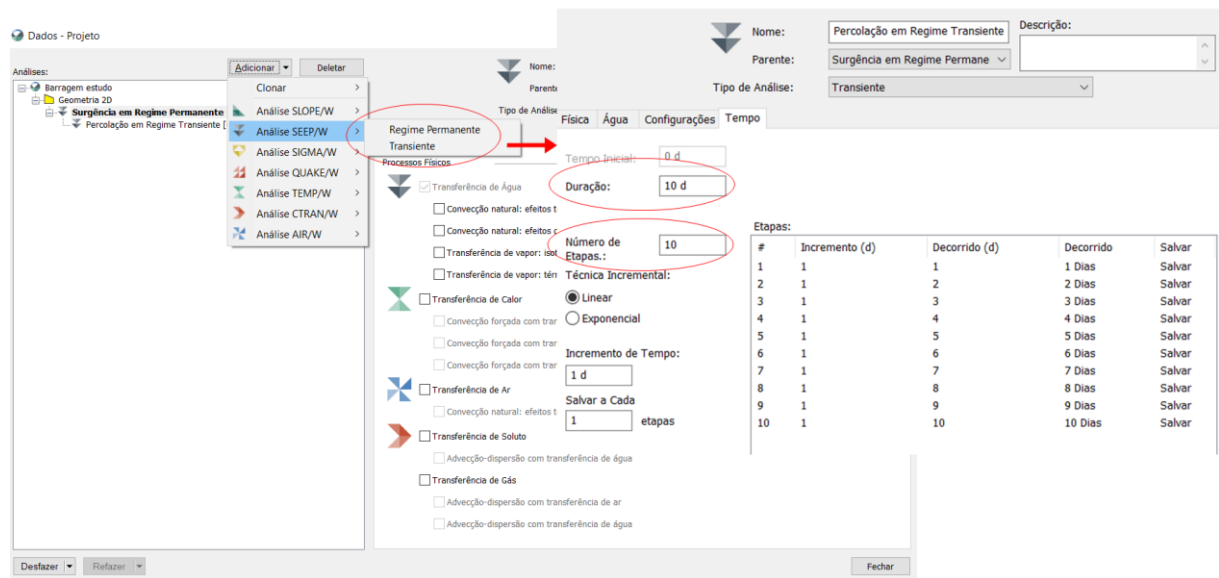 Dados - Projeto
Análises:
Adicionar
Deletar
Barragem estudo
Geometria 2D
Surgência em Regime Permanente
Percolação em Regime Transiente [
Clonar
Análise SLOPE/W
Análise SEEP/W
Análise SIGMA/W
Análise QUAKE/W
Análise TEMP/W
Análise CTRAN/W
Análise AIR/W
Regime Permanente
Transiente
Nome:
Parent
Tipo de Análise
Processos Físicos
Transferência de Água
Convecção natural: efeitos t
Convecção natural: efeitos
Transferência de vapor: iso
Transferência de vapor: tér
Transferência de Calor
Convecção forçada com trar
Convecção forçada com trar
Convecção forçada com trar
Transferência de Ar
Convecção natural: efeitos t
Transferência de Soluto
Advecção-dispersão com transferência de água
Transferência de Gás
Advecção-dispersão com transferência de ar
Advecção-dispersão com transferência de água
Desfazer
Refazer
Fechar
Nome: Percolação em Regime Transiente
Descrição:
Parente: Surgência em Regime Permane
Tipo de Análise: Transiente
Física Água Configurações Tempo
Tempo Inicial: 0 d
Duração: 10 d
Número de
Etapas.: 10
Técnica Incremental:
Linear
Exponencial
Incremento de Tempo:
1 d
Salvar a Cada
1 etapas
Etapas:
# Incremento (d) Decorrido (d) Decorrido Salvar
1 1 1 1 Dias Salvar
2 1 2 2 Dias Salvar
3 1 3 3 Dias Salvar
4 1 4 4 Dias Salvar
5 1 5 5 Dias Salvar
6 1 6 6 Dias Salvar
7 1 7 7 Dias Salvar
8 1 8 8 Dias Salvar
9 1 9 9 Dias Salvar
10 1 10 10 Dias Salvar